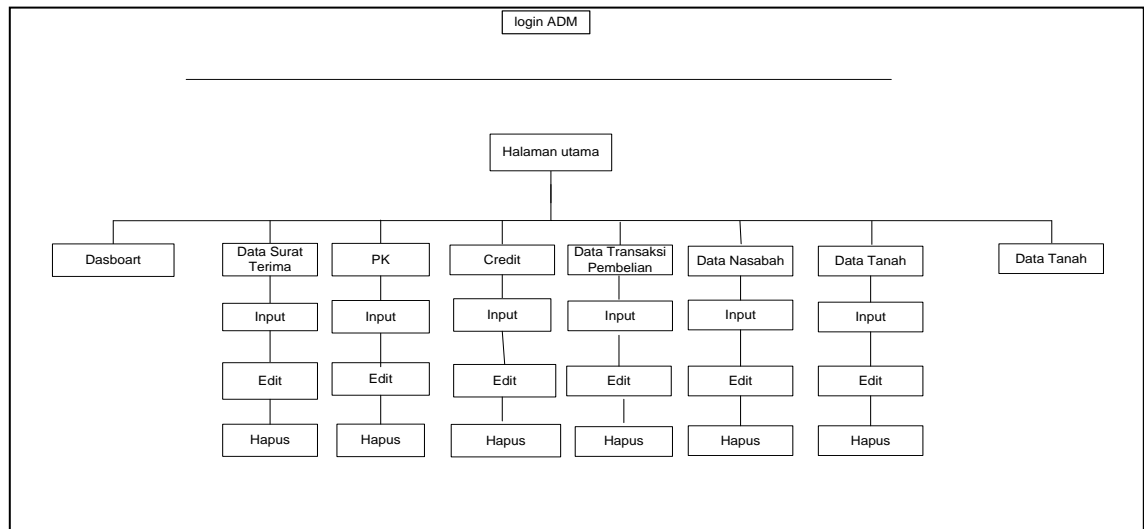 login ADM
Halaman utama
Dasboart
Data Surat
Terima
PK
Credit
Data Transaksi
Pembelian
Data Nasabah
Data Tanah
Data Tanah
Input
Input
Input
Input
Input
Input
Edit
Edit
Edit
Edit
Edit
Edit
Hapus
Hapus
Hapus
Hapus
Hapus
Hapus